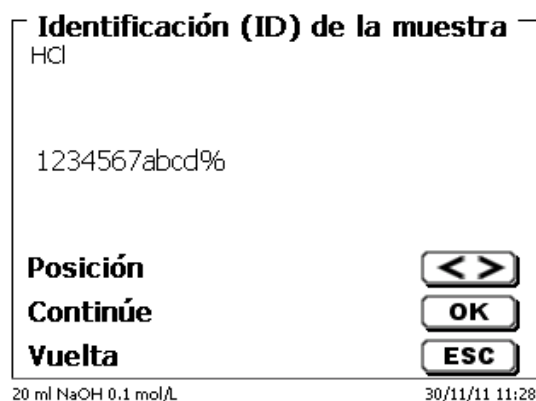 Identificación (ID) de la muestra
HCl
1234567abcd%
Posición < >
Continúe OK
Vuelta ESC
20 ml NaOH 0.1 mol/L 30/11/11 11:28